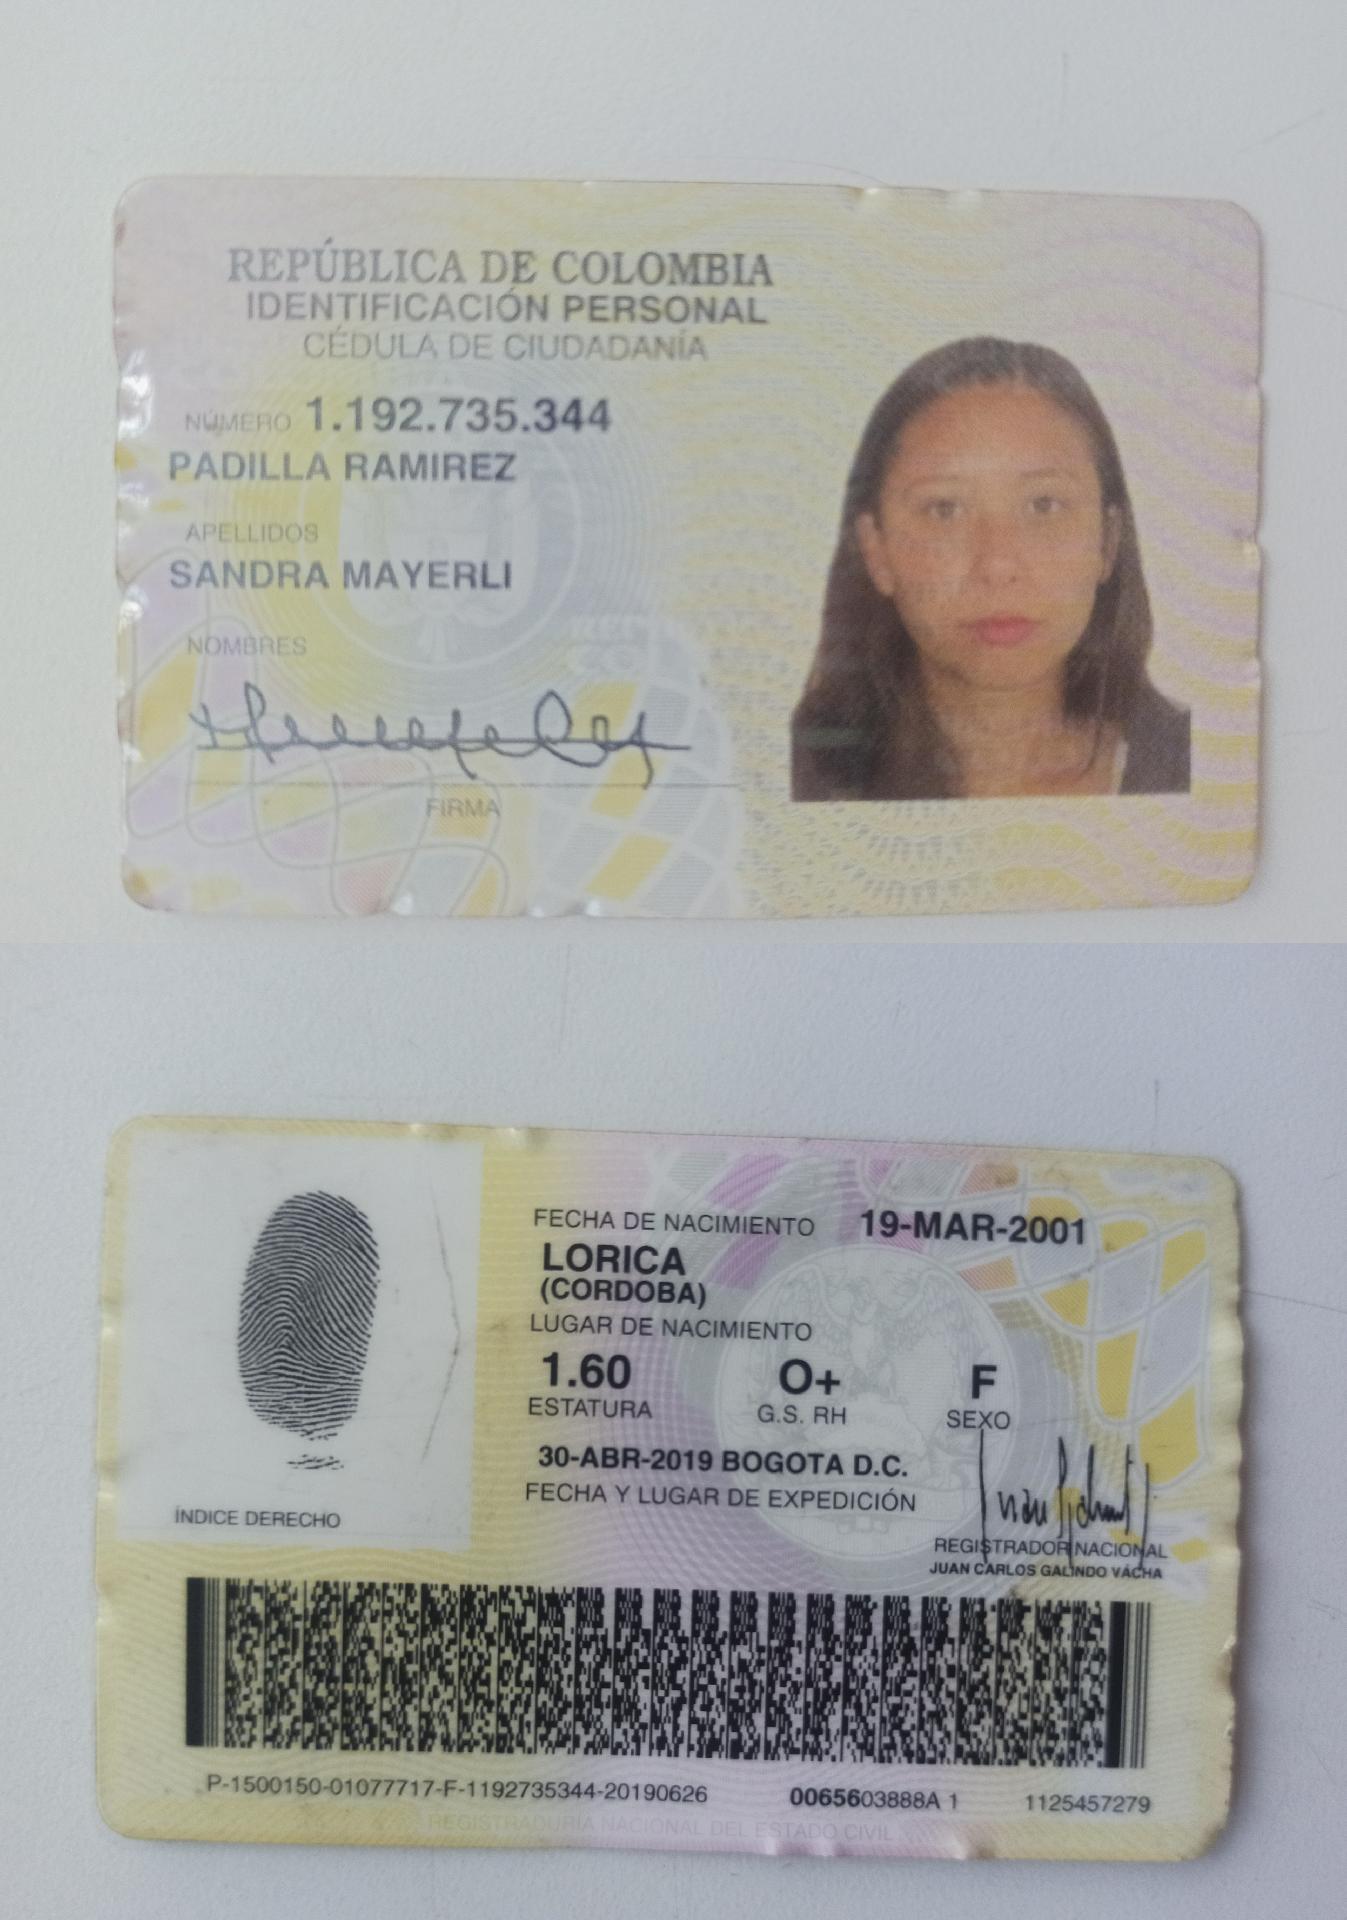 REPÚBLICA DE COLOMBIA
IDENTIFICACIÓN PERSONAL
CÉDULA DE CIUDADANÍA
NÚMERO 1.192.735.344
PADILLA RAMIREZ
APELLIDOS
SANDRA MAYERLI
NOMBRES
FIRMA
FECHA DE NACIMIENTO 19-MAR-2001
LORICA
(CORDOBA)
LUGAR DE NACIMIENTO
1.60 O+ F
ESTATURA G.S. RH SEXO
30-ABR-2019 BOGOTA D.C.
FECHA Y LUGAR DE EXPEDICIÓN
ÍNDICE DERECHO
REGISTRADOR NACIONAL
JUAN CARLOS GALINDO VÁCHA
P-1500150-01077717-F-1192735344-20190626 0065603888A 1 1125457279
REGISTRADURIA NACIONAL DEL ESTADO CIVIL